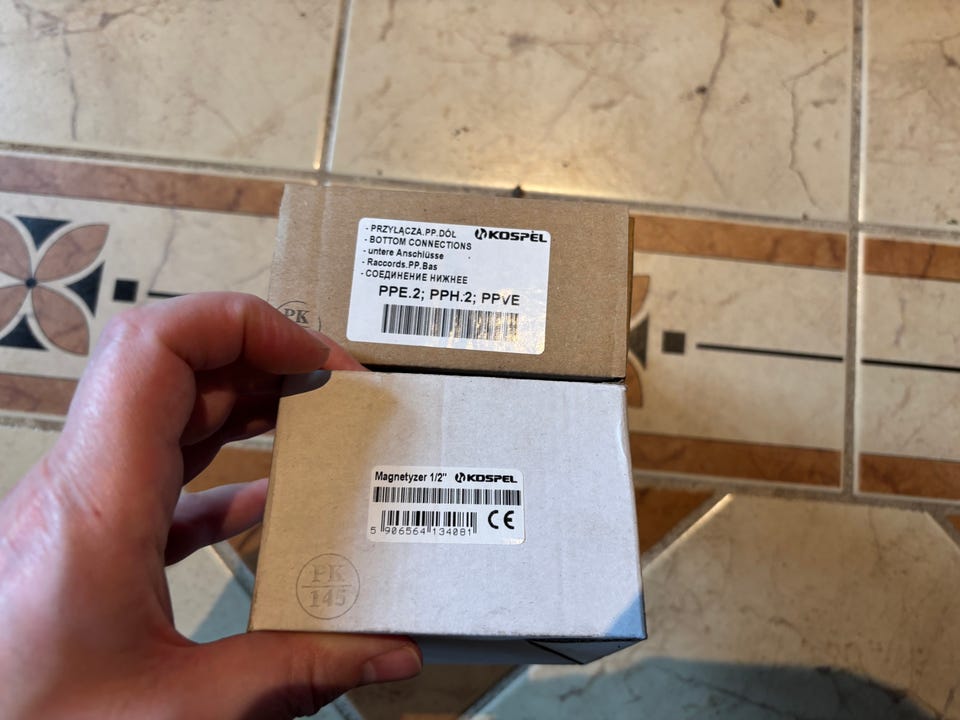 - PRZYŁĄCZA.PP.DÓŁ KOSPEL
- BOTTOM CONNECTIONS
- untere Anschlüsse
- Raccords.PP.Bas
- СОЕДИНЕНИЕ НИЖНЕЕ
PPE.2; PPH.2; PPVE
PK
Magnetyzer 1/2" KOSPEL
5 906564 134081 CE
PK
145